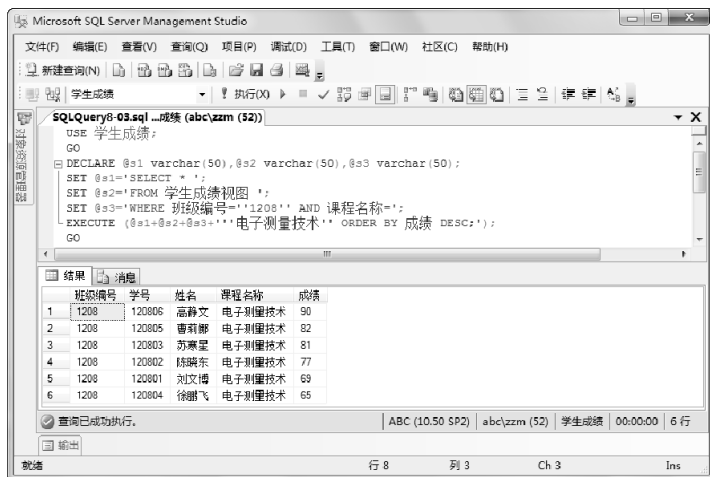 Microsoft SQL Server Management Studio
文件(F) 编辑(E) 查看(V) 查询(Q) 项目(P) 调试(D) 工具(T) 窗口(W) 社区(C) 帮助(H)
新建查询(N)
学生成绩 执行(X)
对象资源管理器
SQLQuery8-03.sql ...成绩 (abc\zzm (52))
USE 学生成绩;
GO
DECLARE @s1 varchar(50),@s2 varchar(50),@s3 varchar(50);
SET @s1='SELECT * ';
SET @s2='FROM 学生成绩视图 ';
SET @s3='WHERE 班级编号=''1208'' AND 课程名称=';
EXECUTE (@s1+@s2+@s3+'''电子测量技术'' ORDER BY 成绩 DESC;');
GO
结果 消息
班级编号 学号 姓名 课程名称 成绩
1 1208 120806 高静文 电子测量技术 90
2 1208 120805 曹莉娜 电子测量技术 82
3 1208 120803 苏寒星 电子测量技术 81
4 1208 120802 陈晓东 电子测量技术 77
5 1208 120801 刘文博 电子测量技术 69
6 1208 120804 徐鹏飞 电子测量技术 65
查询已成功执行。 ABC (10.50 SP2) abc\zzm (52) 学生成绩 00:00:00 6 行
输出
就绪 行 8 列 3 Ch 3 Ins